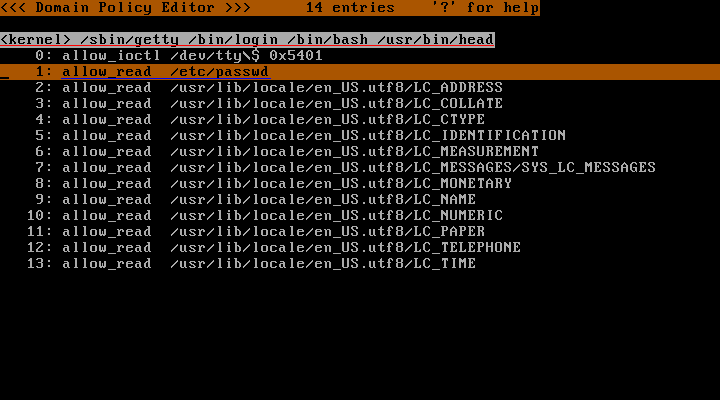 <<< Domain Policy Editor >>>      14 entries    '?' for help
<kernel> /sbin/getty /bin/login /bin/bash /usr/bin/head
0: allow_ioctl /dev/tty\$ 0x5401
1: allow_read  /etc/passwd
2: allow_read  /usr/lib/locale/en_US.utf8/LC_ADDRESS
3: allow_read  /usr/lib/locale/en_US.utf8/LC_COLLATE
4: allow_read  /usr/lib/locale/en_US.utf8/LC_CTYPE
5: allow_read  /usr/lib/locale/en_US.utf8/LC_IDENTIFICATION
6: allow_read  /usr/lib/locale/en_US.utf8/LC_MEASUREMENT
7: allow_read  /usr/lib/locale/en_US.utf8/LC_MESSAGES/SYS_LC_MESSAGES
8: allow_read  /usr/lib/locale/en_US.utf8/LC_MONETARY
9: allow_read  /usr/lib/locale/en_US.utf8/LC_NAME
10: allow_read  /usr/lib/locale/en_US.utf8/LC_NUMERIC
11: allow_read  /usr/lib/locale/en_US.utf8/LC_PAPER
12: allow_read  /usr/lib/locale/en_US.utf8/LC_TELEPHONE
13: allow_read  /usr/lib/locale/en_US.utf8/LC_TIME